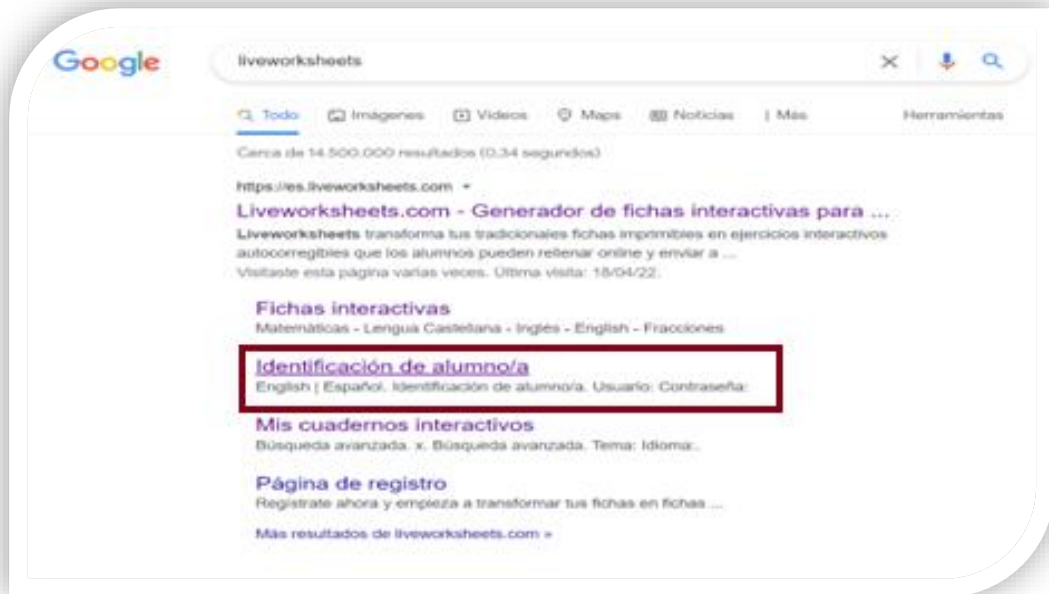 Google
liveworksheets
Todo Imágenes Videos Maps Noticias Más Herramientas
Cerca de 14.500.000 resultados (0,34 segundos)
https://es.liveworksheets.com
Liveworksheets.com - Generador de fichas interactivas para ...
Liveworksheets transforma tus tradicionales fichas imprimibles en ejercicios interactivos
autocorregibles que los alumnos pueden rellenar online y enviar a ...
Visitaste esta página varias veces. Última visita: 18/04/22.
Fichas interactivas
Matemáticas - Lengua Castellana - Inglés - English - Fracciones
Identificación de alumno/a
English | Español. Identificación de alumno/a. Usuario: Contraseña:
Mis cuadernos interactivos
Búsqueda avanzada. x. Búsqueda avanzada. Tema: Idioma:.
Página de registro
Regístrate ahora y empieza a transformar tus fichas en fichas ...
Más resultados de liveworksheets.com »